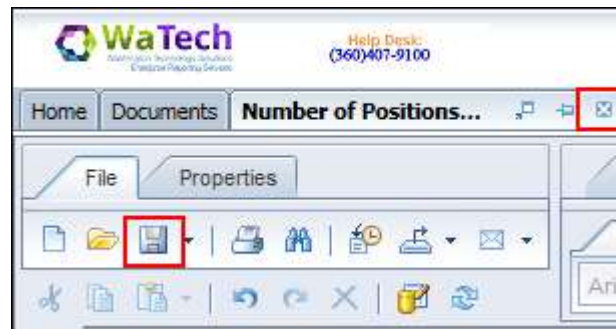 WaTech
Help Desk:
(360)407-9100
Home Documents Number of Positions...
File Properties
Ari